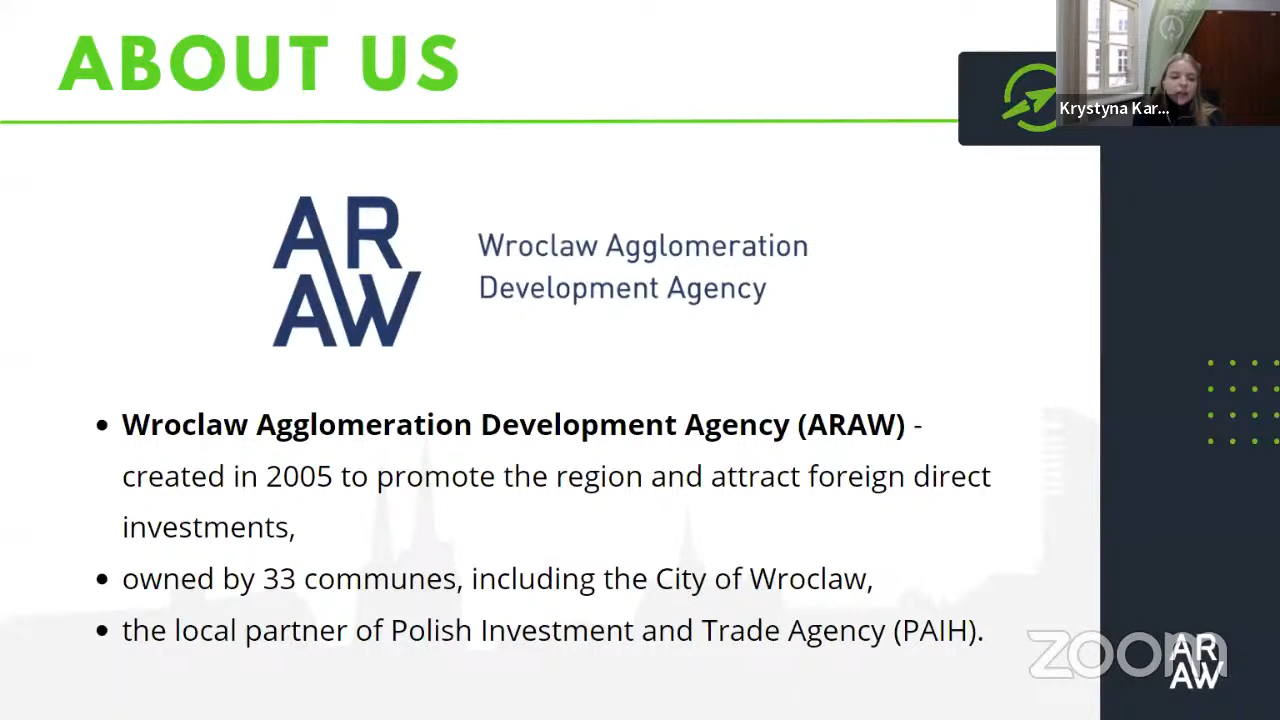 ABOUT US
Krystyna Kar...
AR
AW
Wroclaw Agglomeration
Development Agency
• Wroclaw Agglomeration Development Agency (ARAW) -
created in 2005 to promote the region and attract foreign direct
investments,
• owned by 33 communes, including the City of Wroclaw,
• the local partner of Polish Investment and Trade Agency (PAIH).
zoom
AR
AW